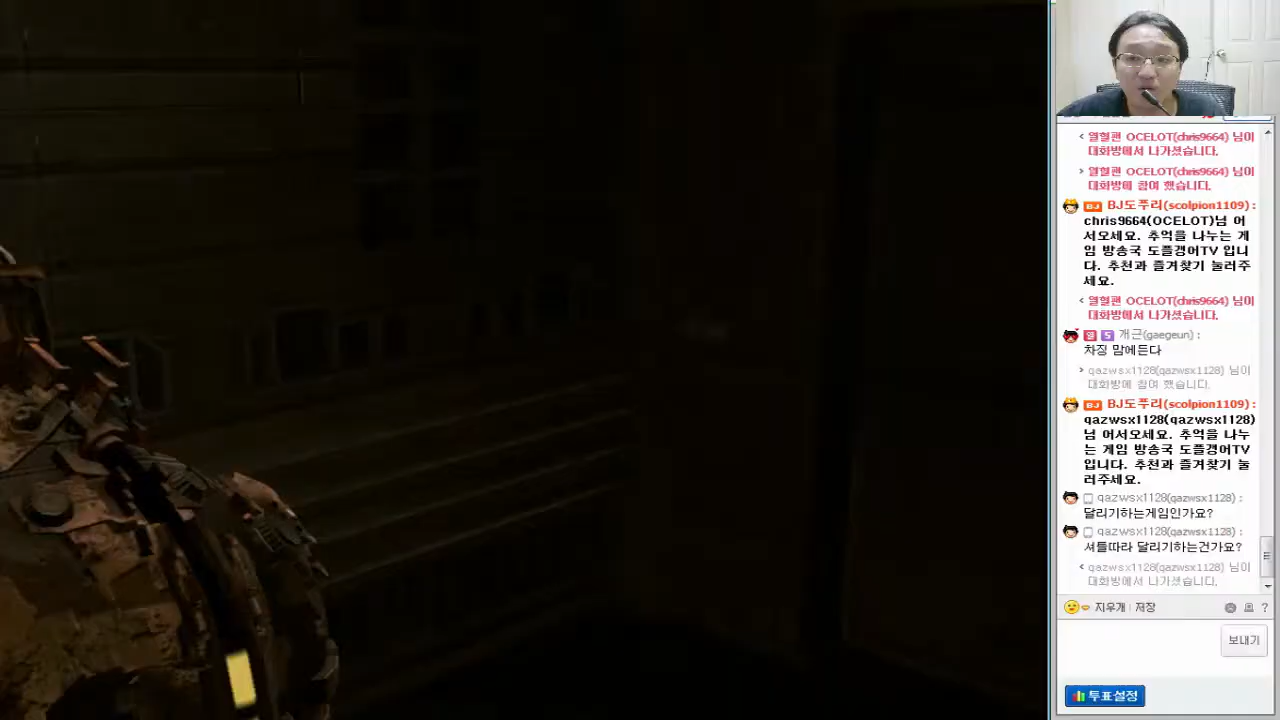 열혈팬 OCELOT(chris9664) 님이
대화방에서 나가셨습니다.
열혈팬 OCELOT(chris9664) 님이
대화방에 참여 했습니다.
BJ BJ도푸리(scolpion1109) :
chris9664(OCELOT)님 어
서오세요. 추억을 나누는 게
임 방송국 도플갱어TV 입니
다. 추천과 즐겨찾기 눌러주
세요.
열혈팬 OCELOT(chris9664) 님이
대화방에서 나가셨습니다.
열 S 개근(gaegeun) :
차징 맘에든다
qazwsx1128(qazwsx1128) 님이
대화방에 참여 했습니다.
BJ BJ도푸리(scolpion1109) :
qazwsx1128(qazwsx1128)
님 어서오세요. 추억을 나누
는 게임 방송국 도플갱어TV
입니다. 추천과 즐겨찾기 눌
러주세요.
qazwsx1128(qazwsx1128) :
달리기하는게임인가요?
qazwsx1128(qazwsx1128) :
셔틀따라 달리기하는건가요?
qazwsx1128(qazwsx1128) 님이
대화방에서 나가셨습니다.
지우개 저장 ?
보내기
투표설정